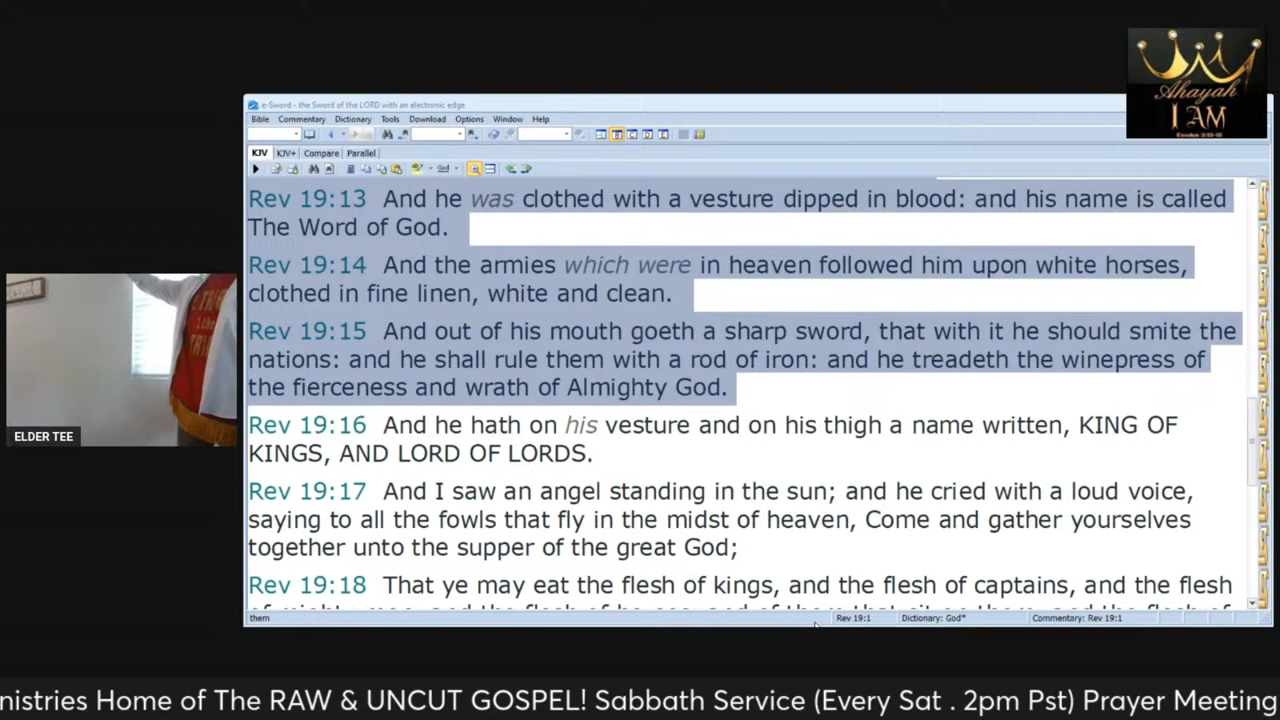 Ahayah
I AM
Exodus 3:13-15
e-Sword - the Sword of the LORD with an electronic edge
Bible Commentary Dictionary Tools Download Options Window Help
KJV KJV+ Compare Parallel
God
Rev 19:13 And he was clothed with a vesture dipped in blood: and his name is called
The Word of God.
Rev 19:14 And the armies which were in heaven followed him upon white horses,
clothed in fine linen, white and clean.
Rev 19:15 And out of his mouth goeth a sharp sword, that with it he should smite the
nations: and he shall rule them with a rod of iron: and he treadeth the winepress of
the fierceness and wrath of Almighty God.
Rev 19:16 And he hath on his vesture and on his thigh a name written, KING OF
KINGS, AND LORD OF LORDS.
Rev 19:17 And I saw an angel standing in the sun; and he cried with a loud voice,
saying to all the fowls that fly in the midst of heaven, Come and gather yourselves
together unto the supper of the great God;
Rev 19:18 That ye may eat the flesh of kings, and the flesh of captains, and the flesh
them Rev 19:1 Dictionary: God* Commentary: Rev 19:1
ELDER TEE
nistries Home of The RAW & UNCUT GOSPEL! Sabbath Service (Every Sat . 2pm Pst) Prayer Meeting